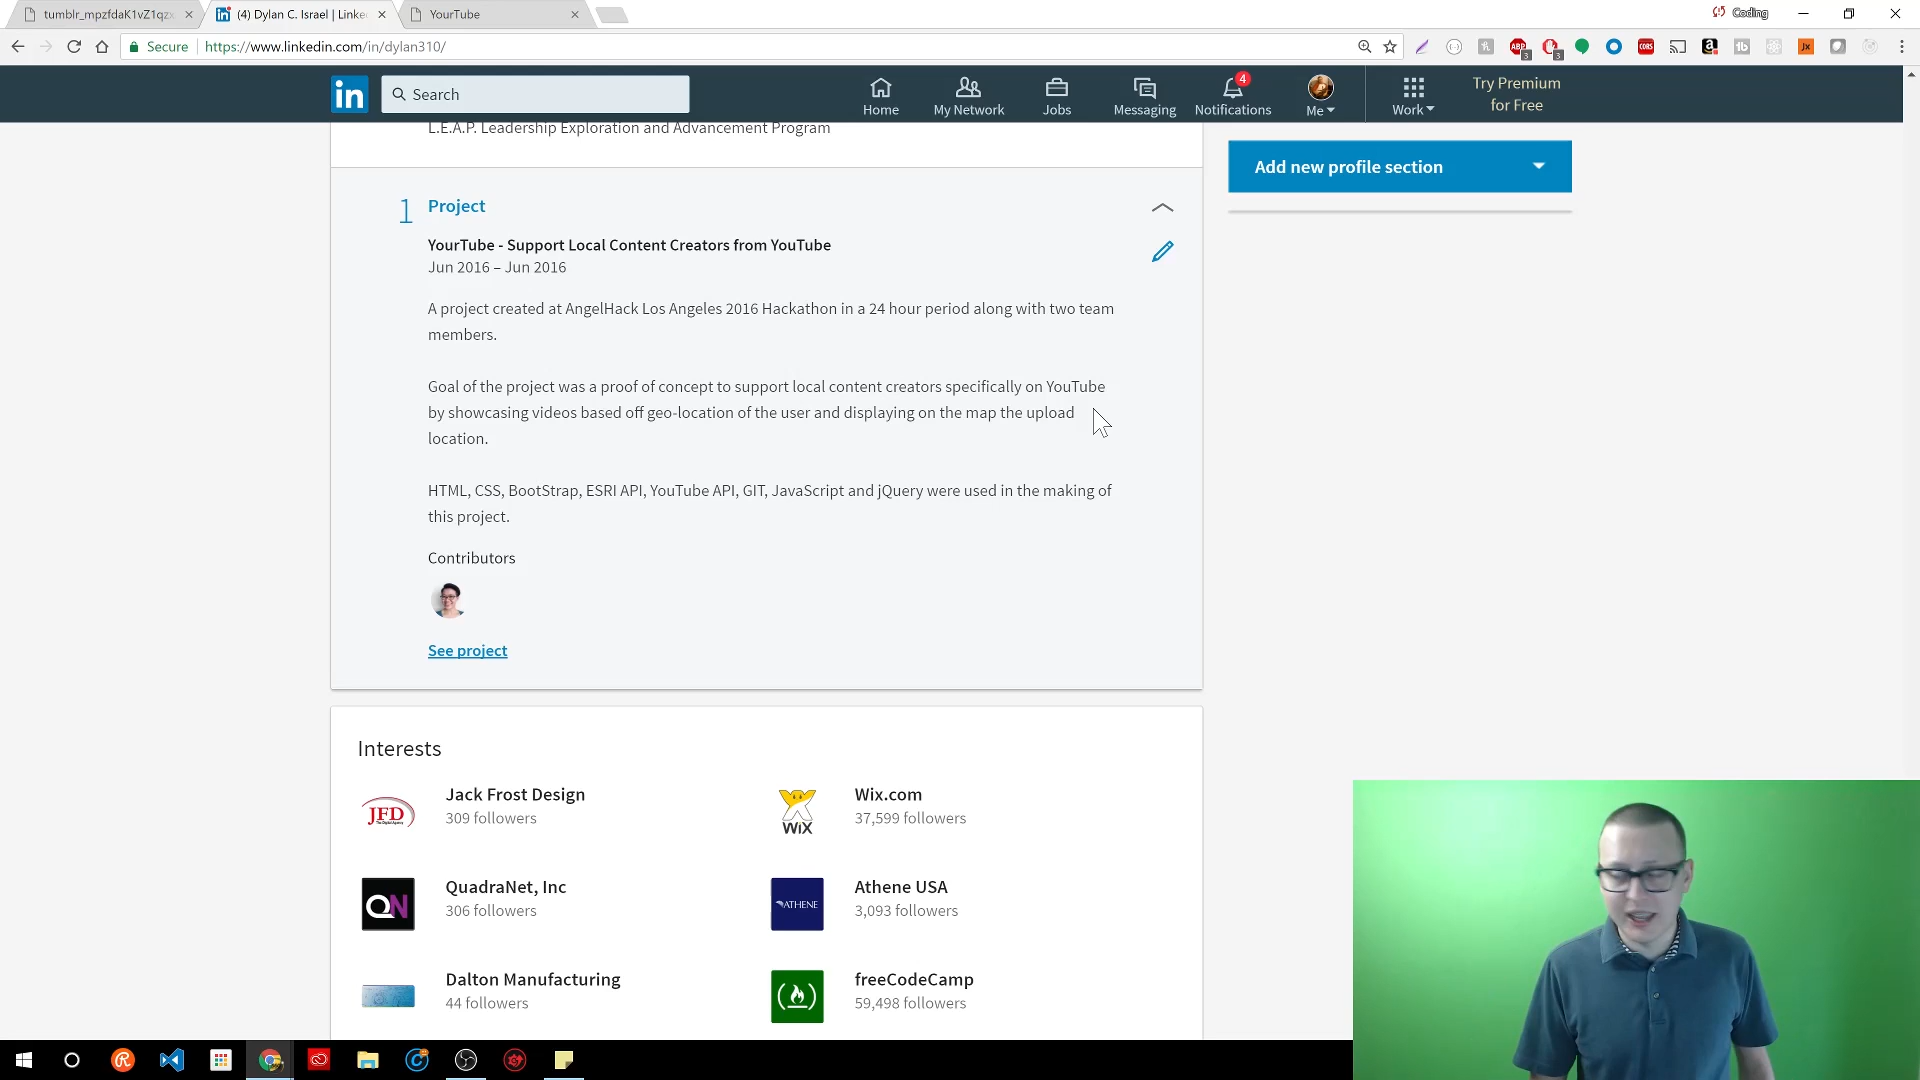 tumblr_mpzfdaK1vZ1qzx
(4) Dylan C. Israel | Linke
YourTube
Coding
Secure
https://www.linkedin.com/in/dylan310/
in
Search
Home
My Network
Jobs
Messaging
4
Notifications
Me
Work
Try Premium
for Free
L.E.A.P. Leadership Exploration and Advancement Program
Add new profile section
1
Project
YourTube - Support Local Content Creators from YouTube
Jun 2016 – Jun 2016
A project created at AngelHack Los Angeles 2016 Hackathon in a 24 hour period along with two team
members.
Goal of the project was a proof of concept to support local content creators specifically on YouTube
by showcasing videos based off geo-location of the user and displaying on the map the upload
location.
HTML, CSS, BootStrap, ESRI API, YouTube API, GIT, JavaScript and jQuery were used in the making of
this project.
Contributors
See project
Interests
JFD
Jack Frost Design
309 followers
WiX
Wix.com
37,599 followers
QN
QuadraNet, Inc
306 followers
ATHENE
Athene USA
3,093 followers
Dalton Manufacturing
44 followers
freeCodeCamp
59,498 followers